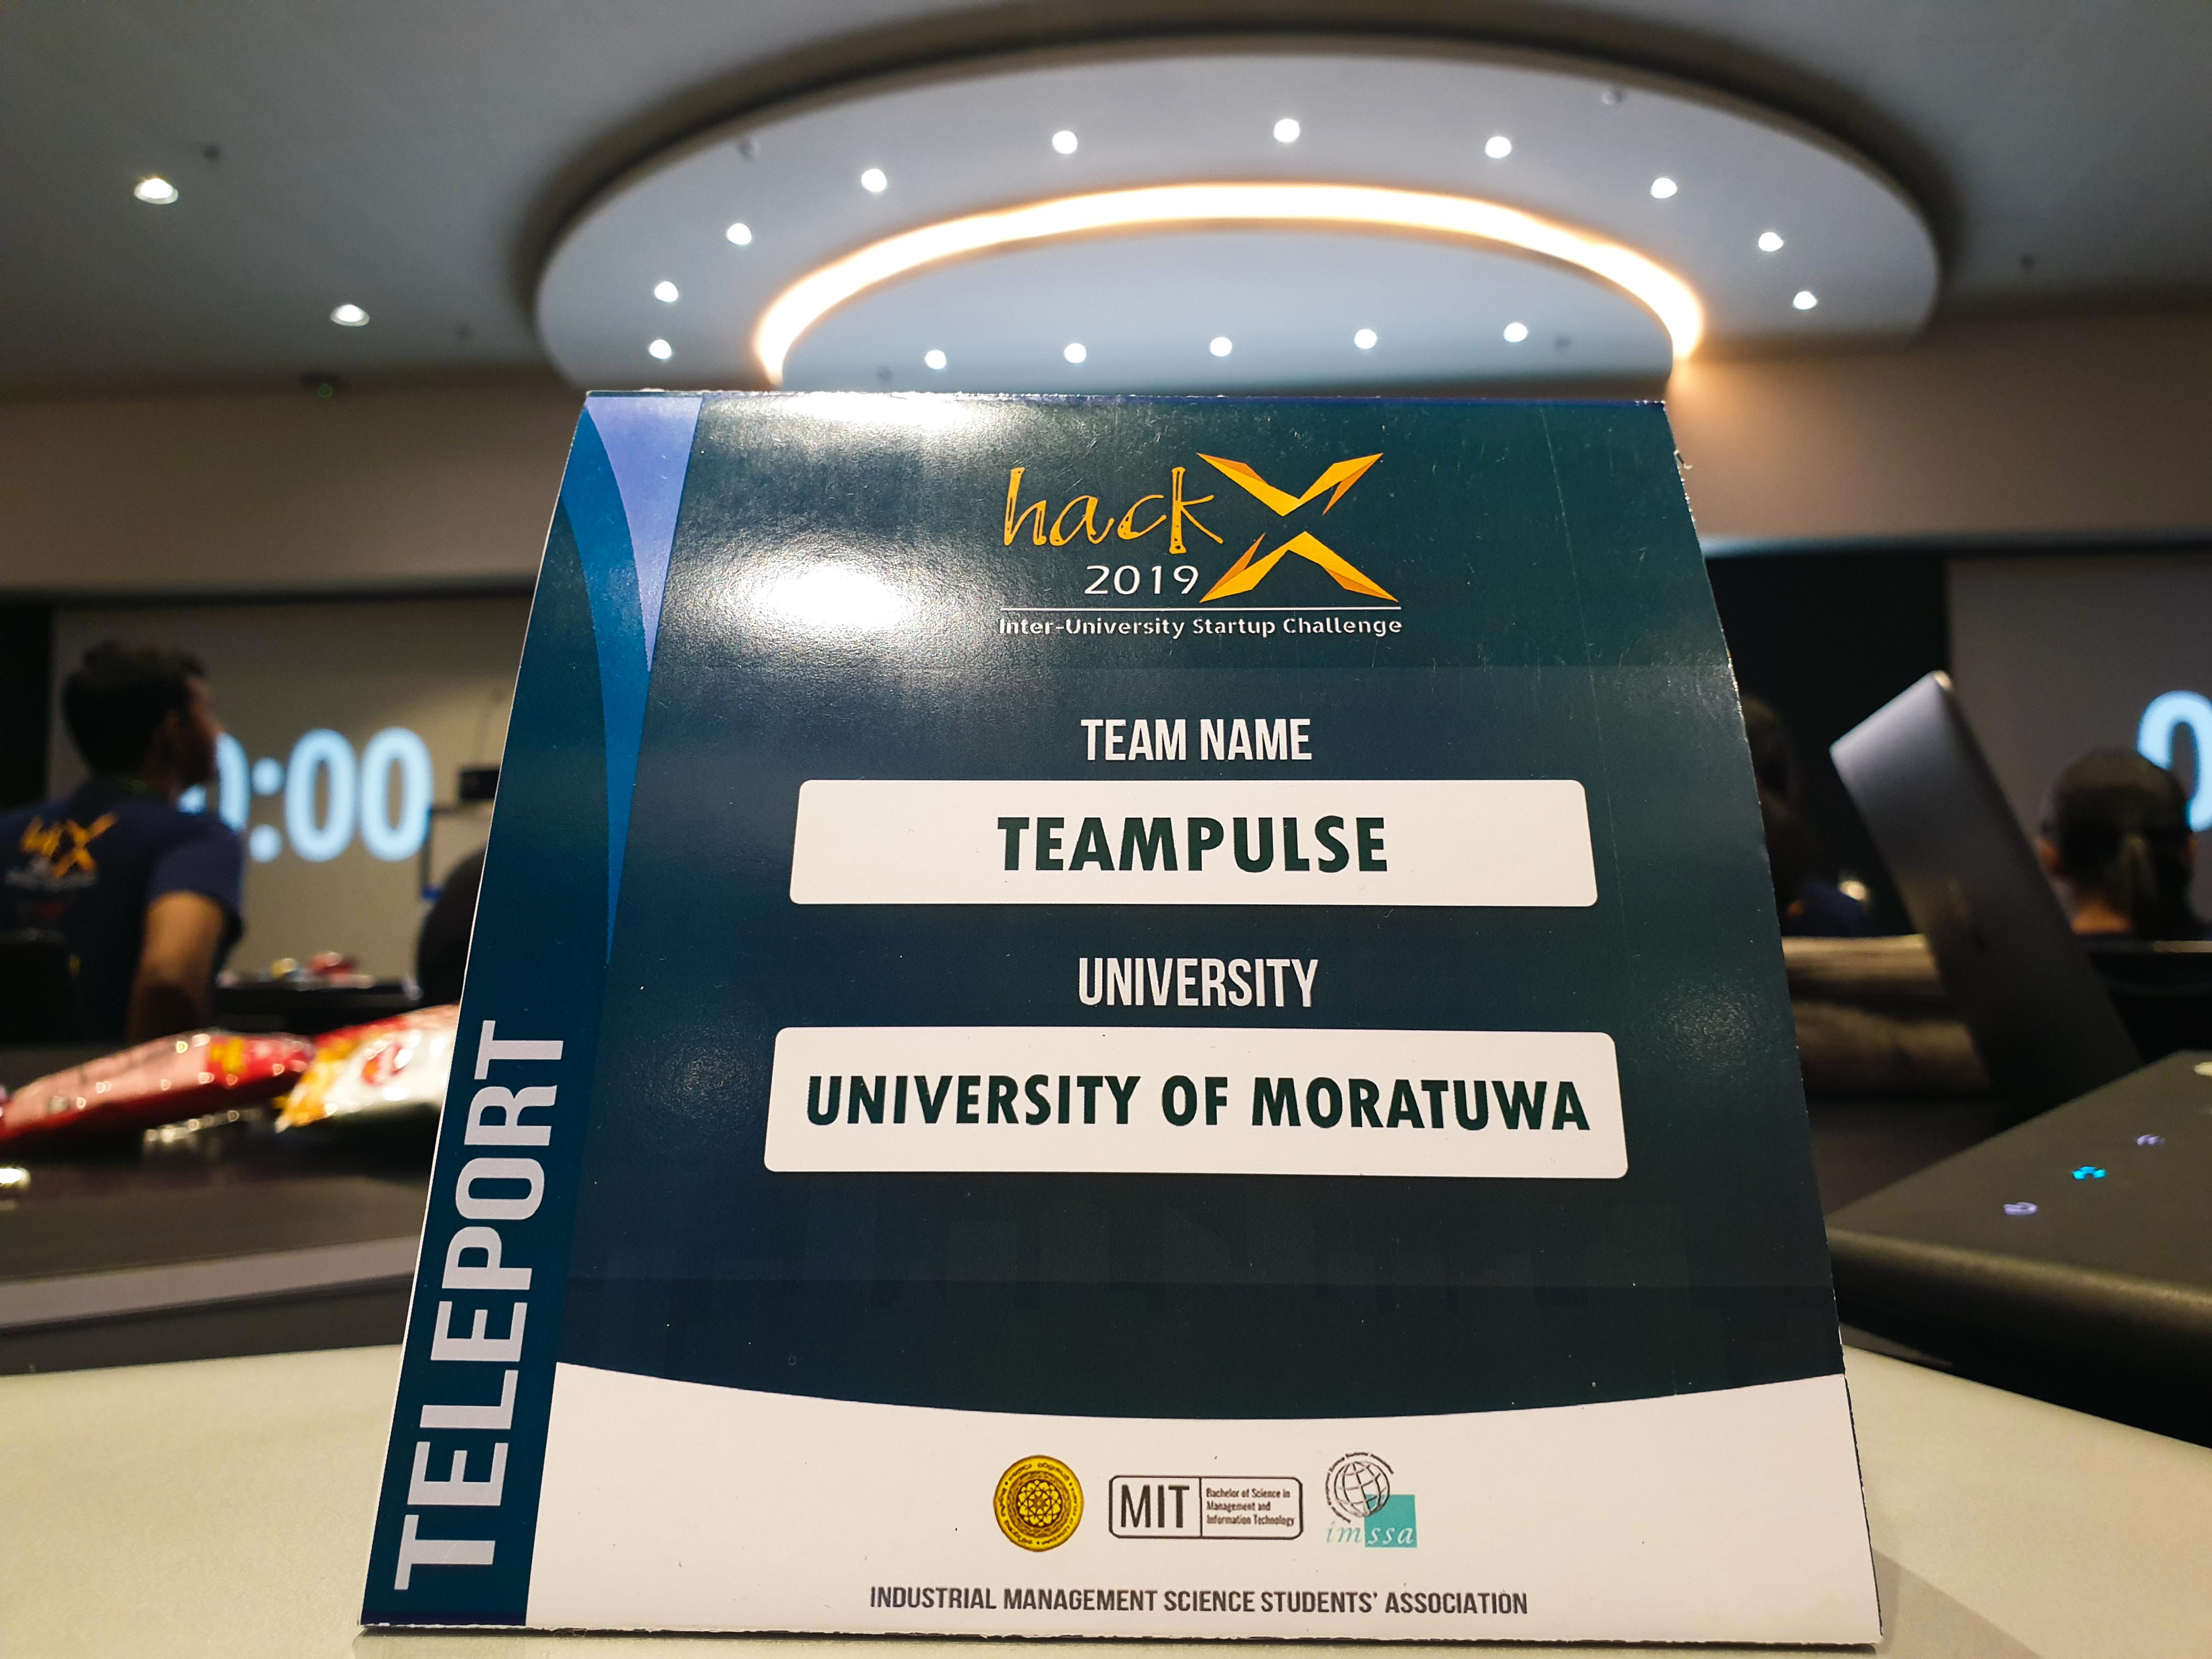 hackX
2019
Inter-University Startup Challenge
TEAM NAME
TEAMPULSE
UNIVERSITY
UNIVERSITY OF MORATUWA
TELEPORT
MIT
Bachelor of Science in
Management and
Information Technology
imssa
INDUSTRIAL MANAGEMENT SCIENCE STUDENTS' ASSOCIATION
0:00
0